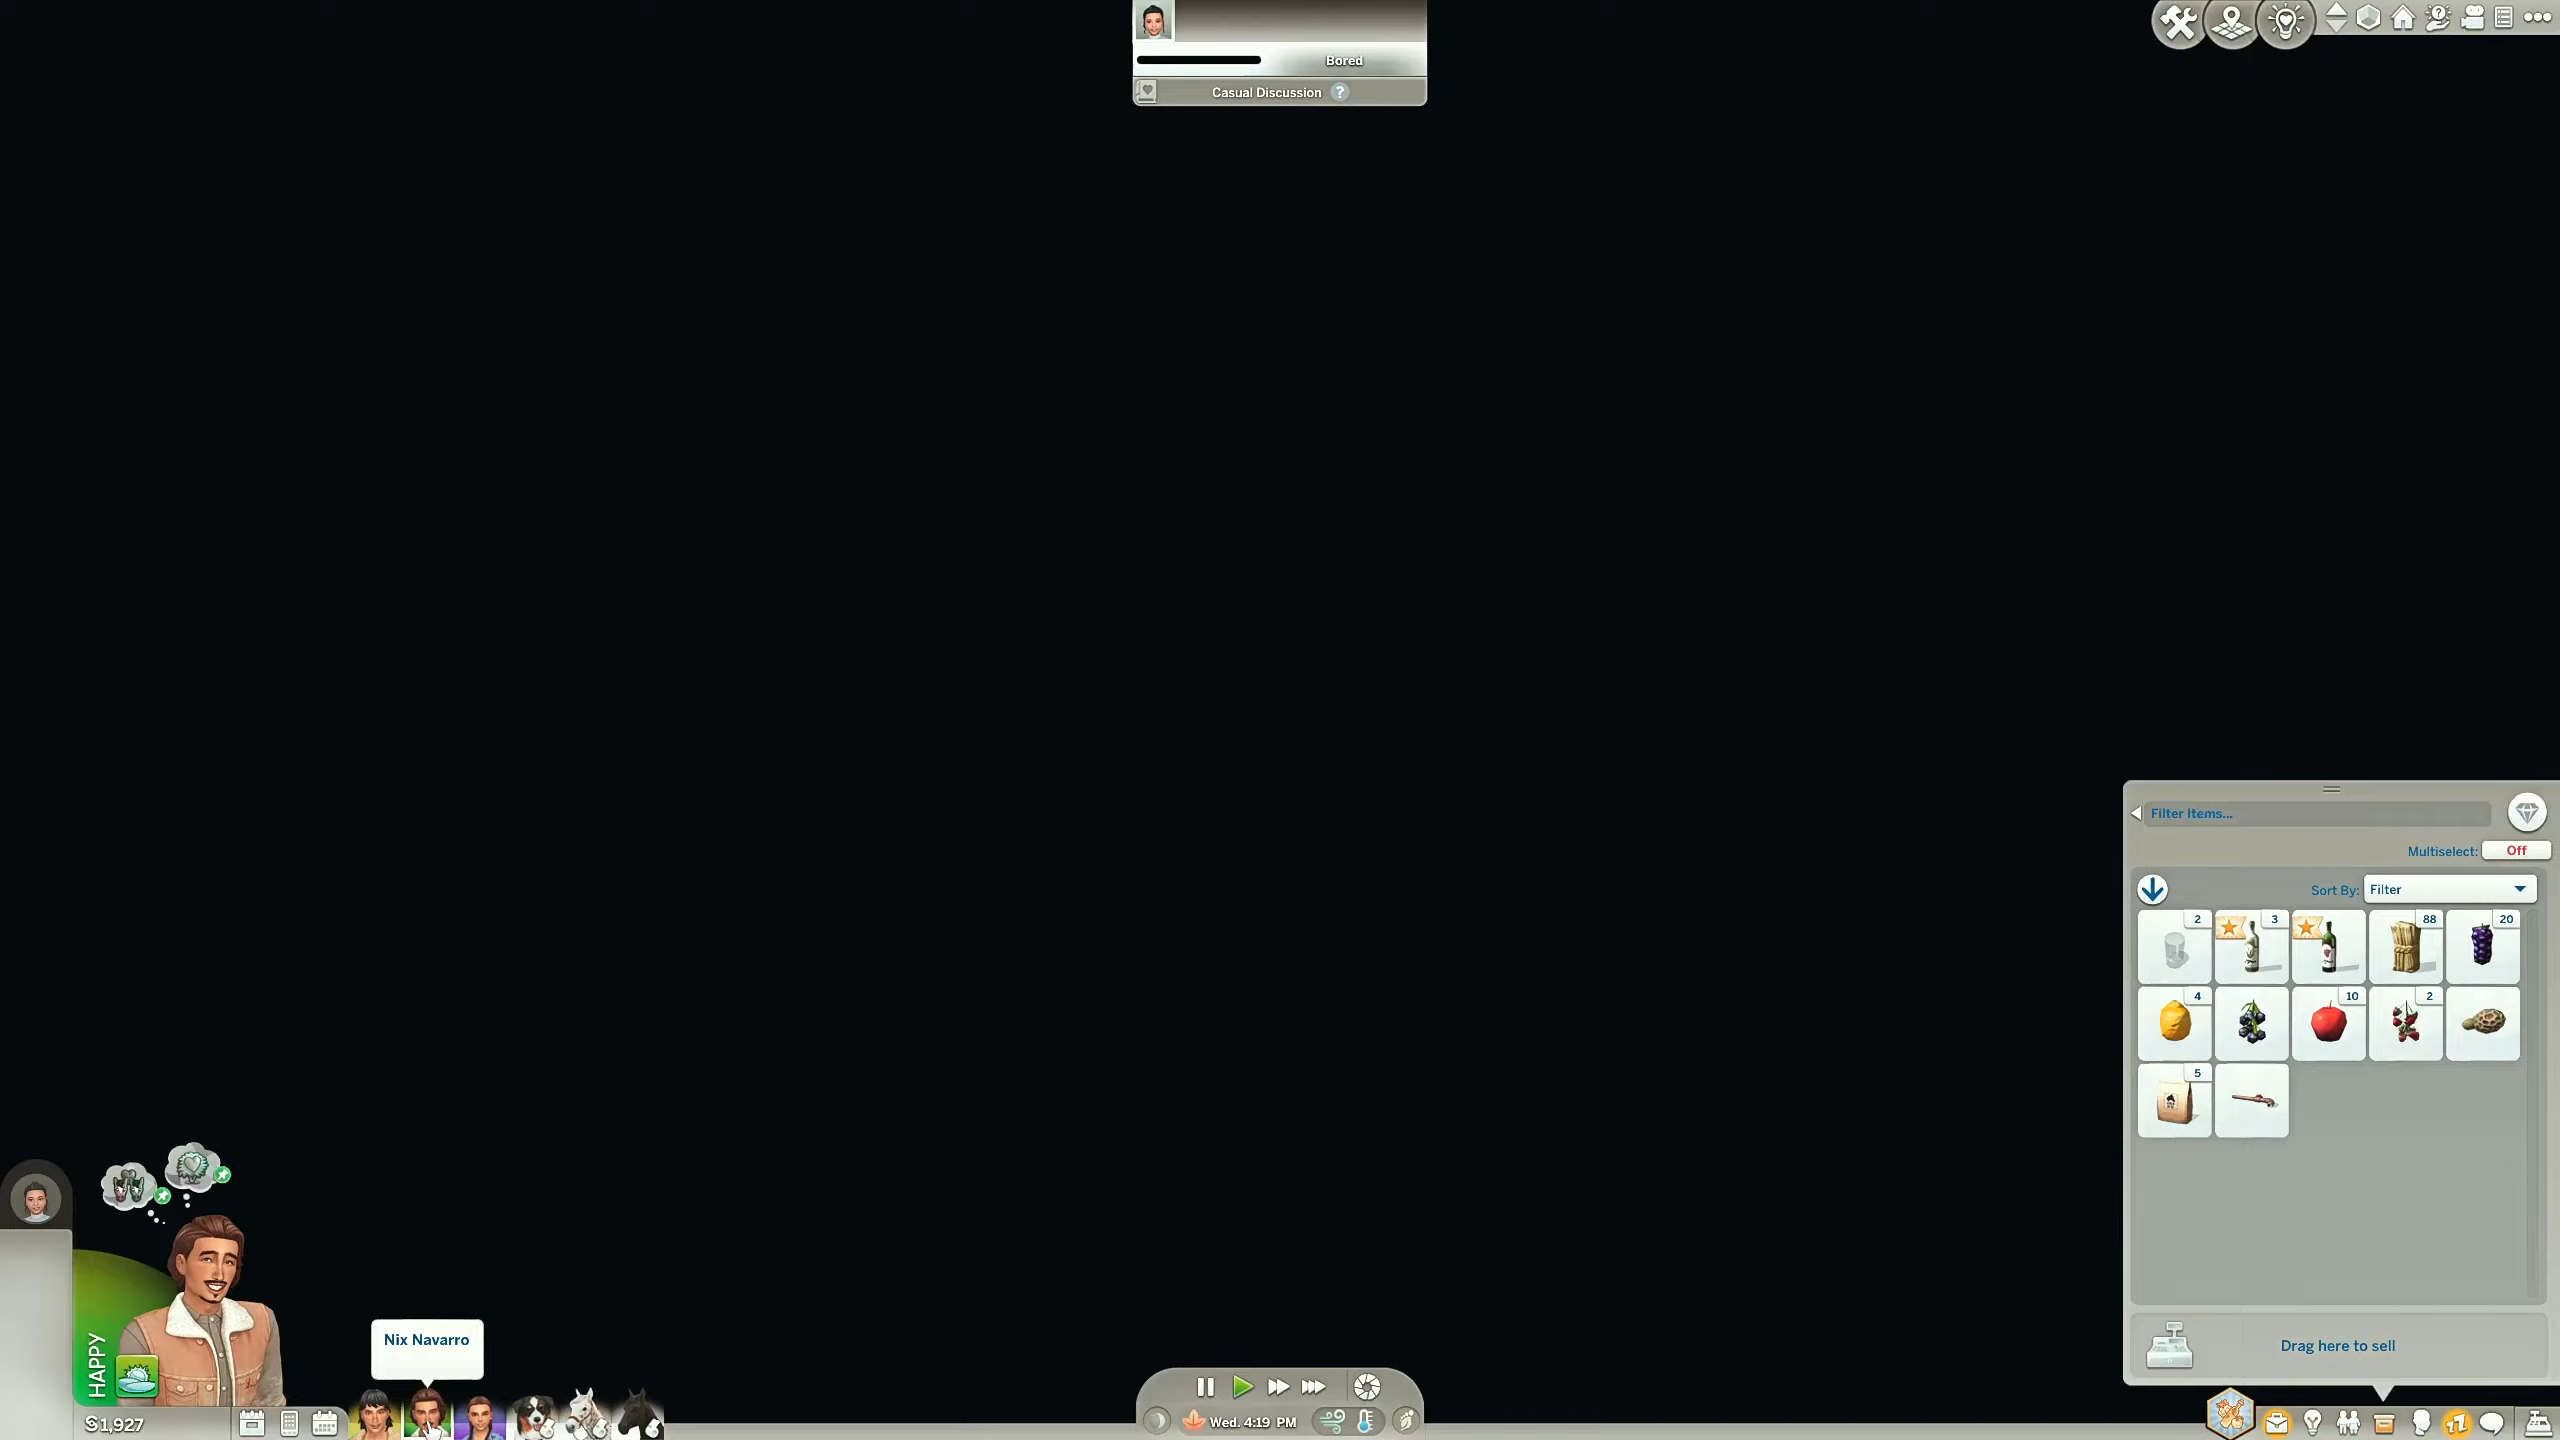 Bored
Casual Discussion ?
Filter Items...
Multiselect: Off
Sort By: Filter
2
3
88
20
4
10
2
5
Drag here to sell
HAPPY
Nix Navarro
§1,927
Wed. 4:19 PM